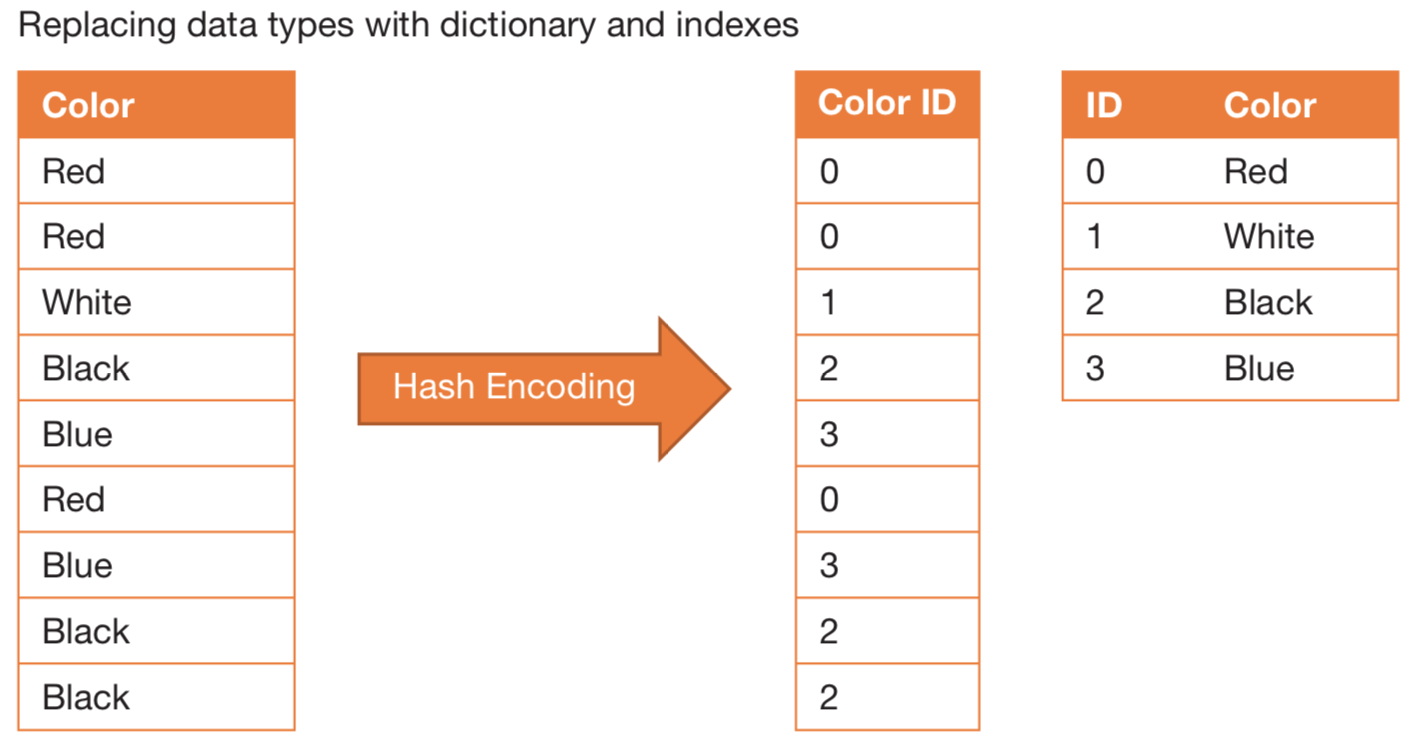 Replacing data types with dictionary and indexes
Color
Red
Red
White
Black
Blue
Red
Blue
Black
Black
Hash Encoding
Color ID
0
0
1
2
3
0
3
2
2
ID Color
0 Red
1 White
2 Black
3 Blue